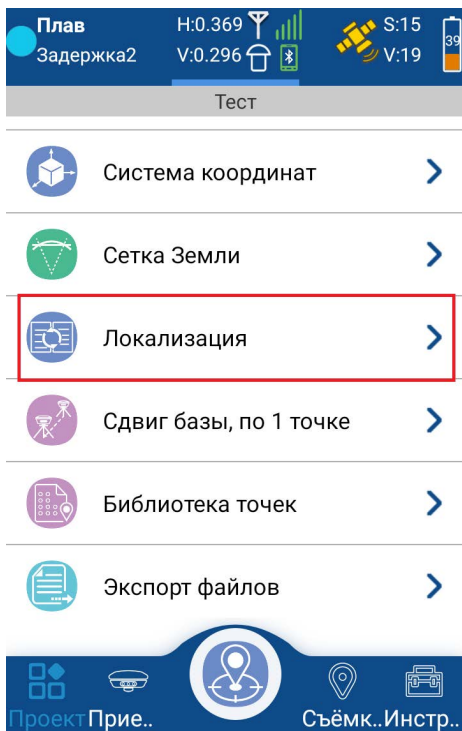 Плав H:0.369 S:15
Задержка2 V:0.296 V:19 39
Тест
Система координат
Сетка Земли
Локализация
Сдвиг базы, по 1 точке
Библиотека точек
Экспорт файлов
Проект Прие.. Съёмк.. Инстр..